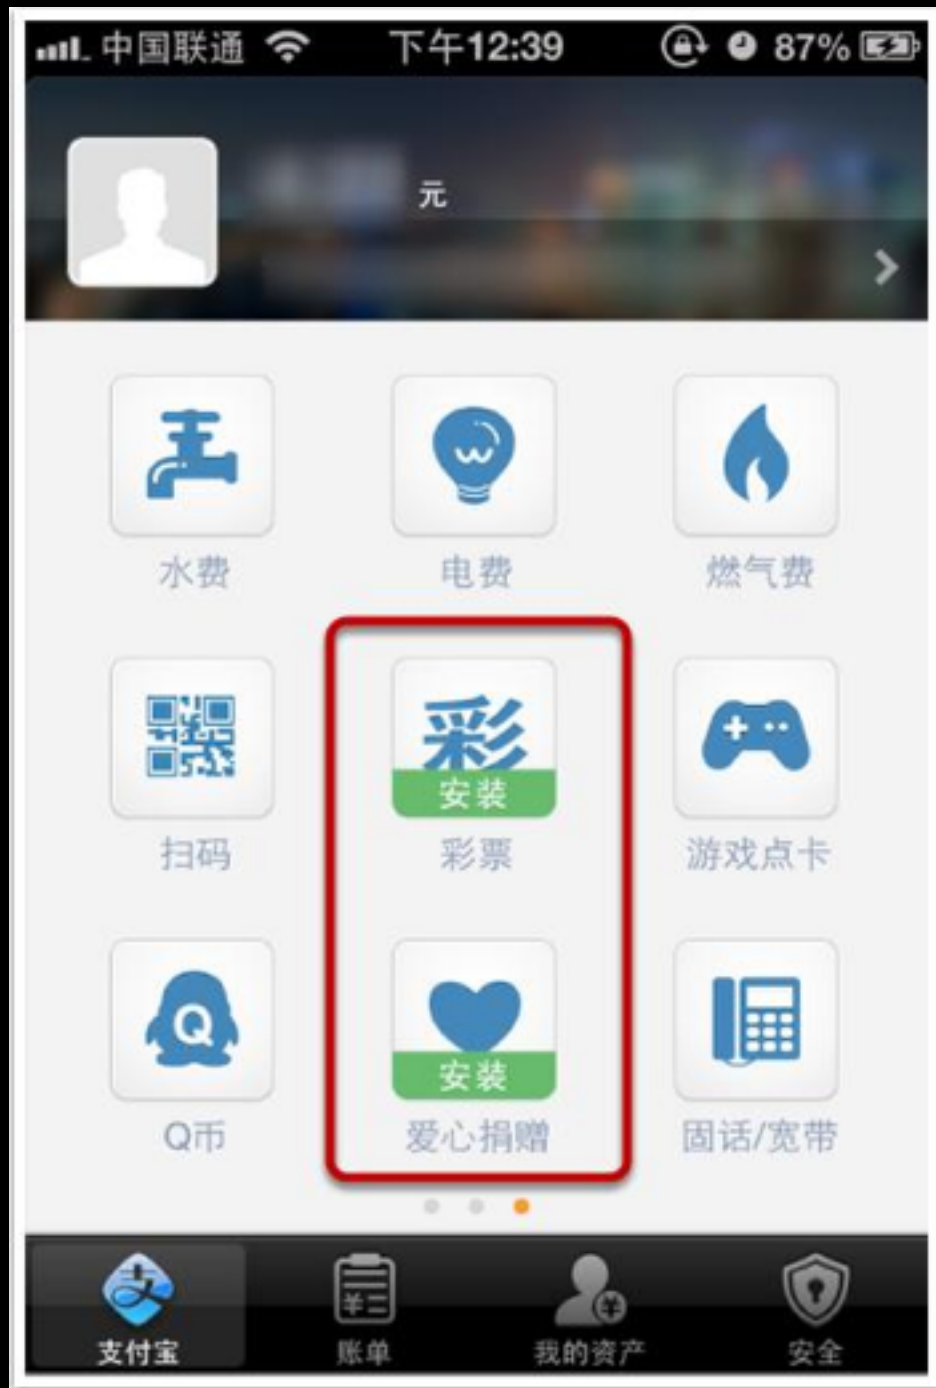 中国联通 下午12:39 87%
元
水费 电费 燃气费
彩
安装
扫码 彩票 游戏点卡
Q
安装
Q币 爱心捐赠 固话/宽带
支付宝 账单 我的资产 安全